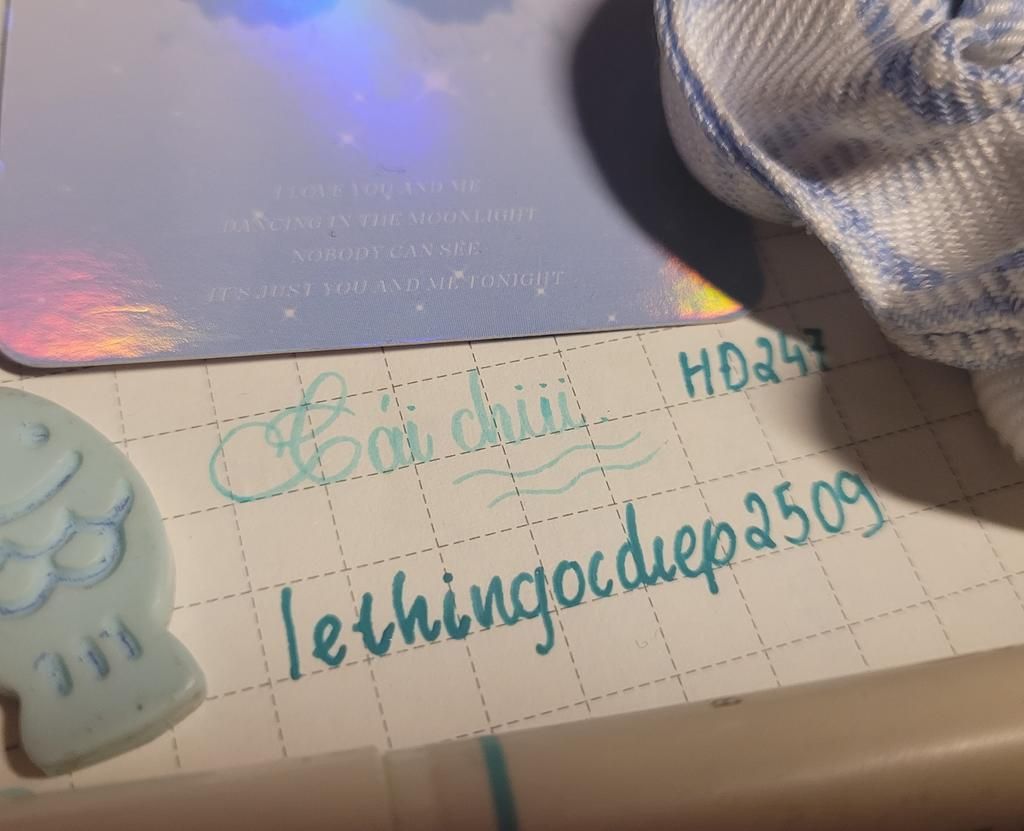 I LOVE YOU AND ME
DANCING IN THE MOONLIGHT
NOBODY CAN SEE
IT'S JUST YOU AND ME TONIGHT
HD247
Cái chiii.
lethingocdiep2509